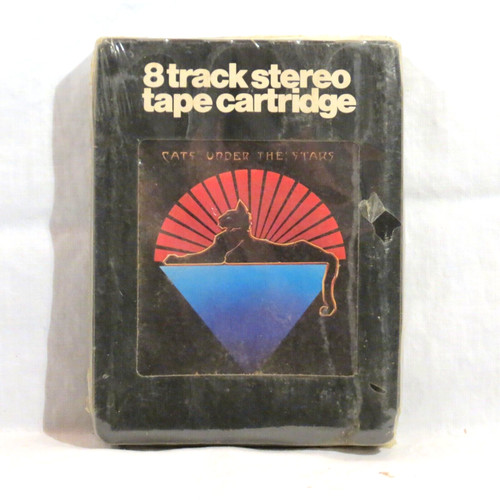 8 track stereo
tape cartridge
CATS UNDER THE STARS